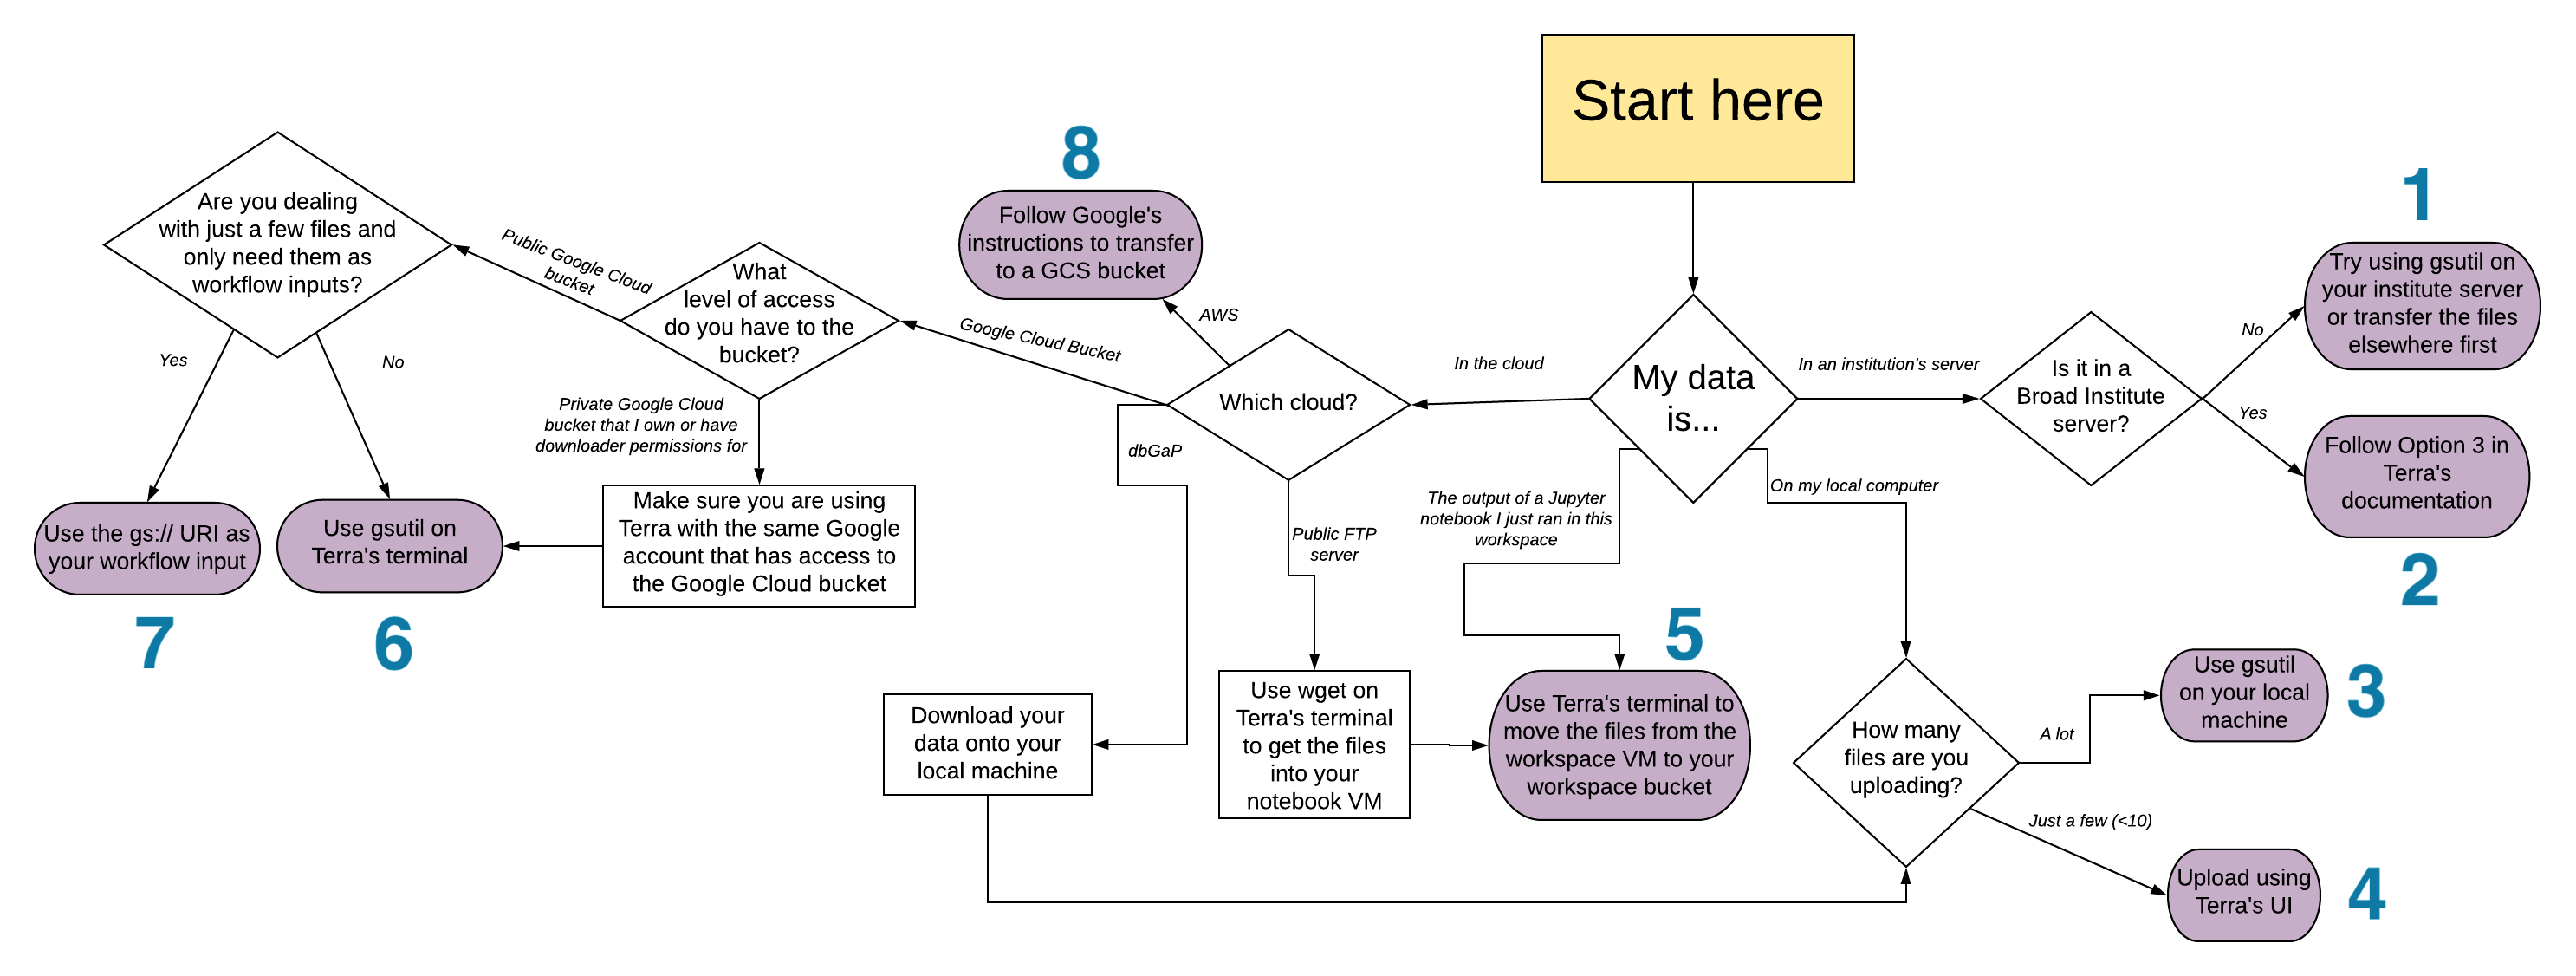 Start here
My data
is...
In an institution's server
Is it in a
Broad Institute
server?
No
1
Try using gsutil on
your institute server
or transfer the files
elsewhere first
Yes
Follow Option 3 in
Terra's
documentation
2
On my local computer
How many
files are you
uploading?
A lot
Use gsutil
on your local
machine
3
Just a few (<10)
Upload using
Terra's UI
4
The output of a Jupyter
notebook I just ran in this
workspace
5
Use Terra's terminal to
move the files from the
workspace VM to your
workspace bucket
In the cloud
Which cloud?
Public FTP
server
Use wget on
Terra's terminal
to get the files
into your
notebook VM
dbGaP
Download your
data onto your
local machine
AWS
8
Follow Google's
instructions to transfer
to a GCS bucket
Google Cloud Bucket
What
level of access
do you have to the
bucket?
Private Google Cloud
bucket that I own or have
downloader permissions for
Make sure you are using
Terra with the same Google
account that has access to
the Google Cloud bucket
Public Google Cloud
bucket
Are you dealing
with just a few files and
only need them as
workflow inputs?
No
Use gsutil on
Terra's terminal
6
Yes
Use the gs:// URI as
your workflow input
7